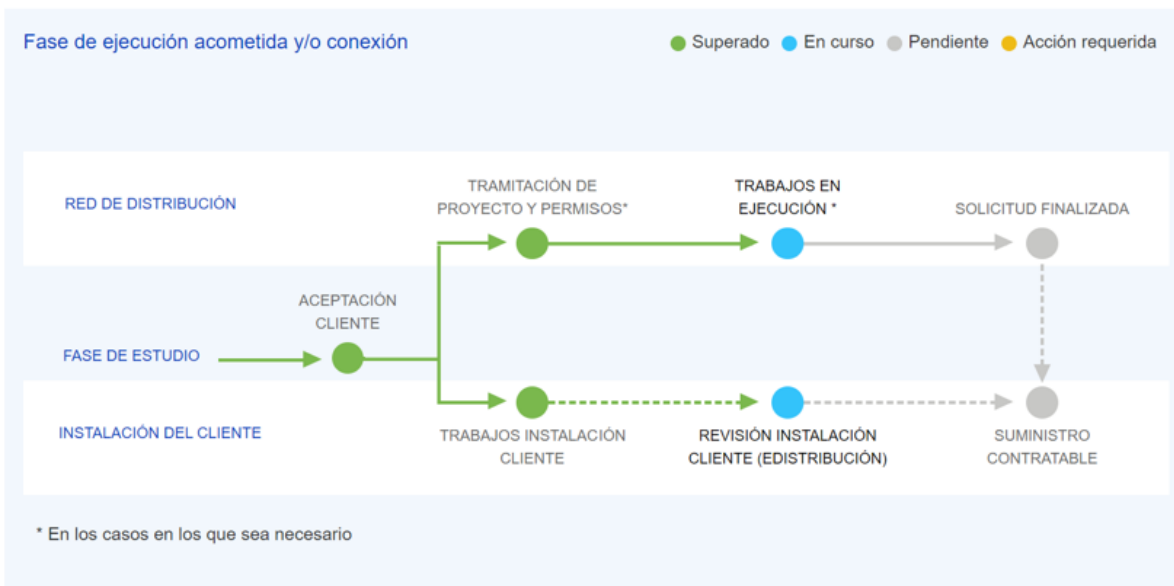 Fase de ejecución acometida y/o conexión
Superado
En curso
Pendiente
Acción requerida
RED DE DISTRIBUCIÓN
TRAMITACIÓN DE
PROYECTO Y PERMISOS*
TRABAJOS EN
EJECUCIÓN *
SOLICITUD FINALIZADA
ACEPTACIÓN
CLIENTE
FASE DE ESTUDIO
INSTALACIÓN DEL CLIENTE
TRABAJOS INSTALACIÓN
CLIENTE
REVISIÓN INSTALACIÓN
CLIENTE (EDISTRIBUCIÓN)
SUMINISTRO
CONTRATABLE
* En los casos en los que sea necesario